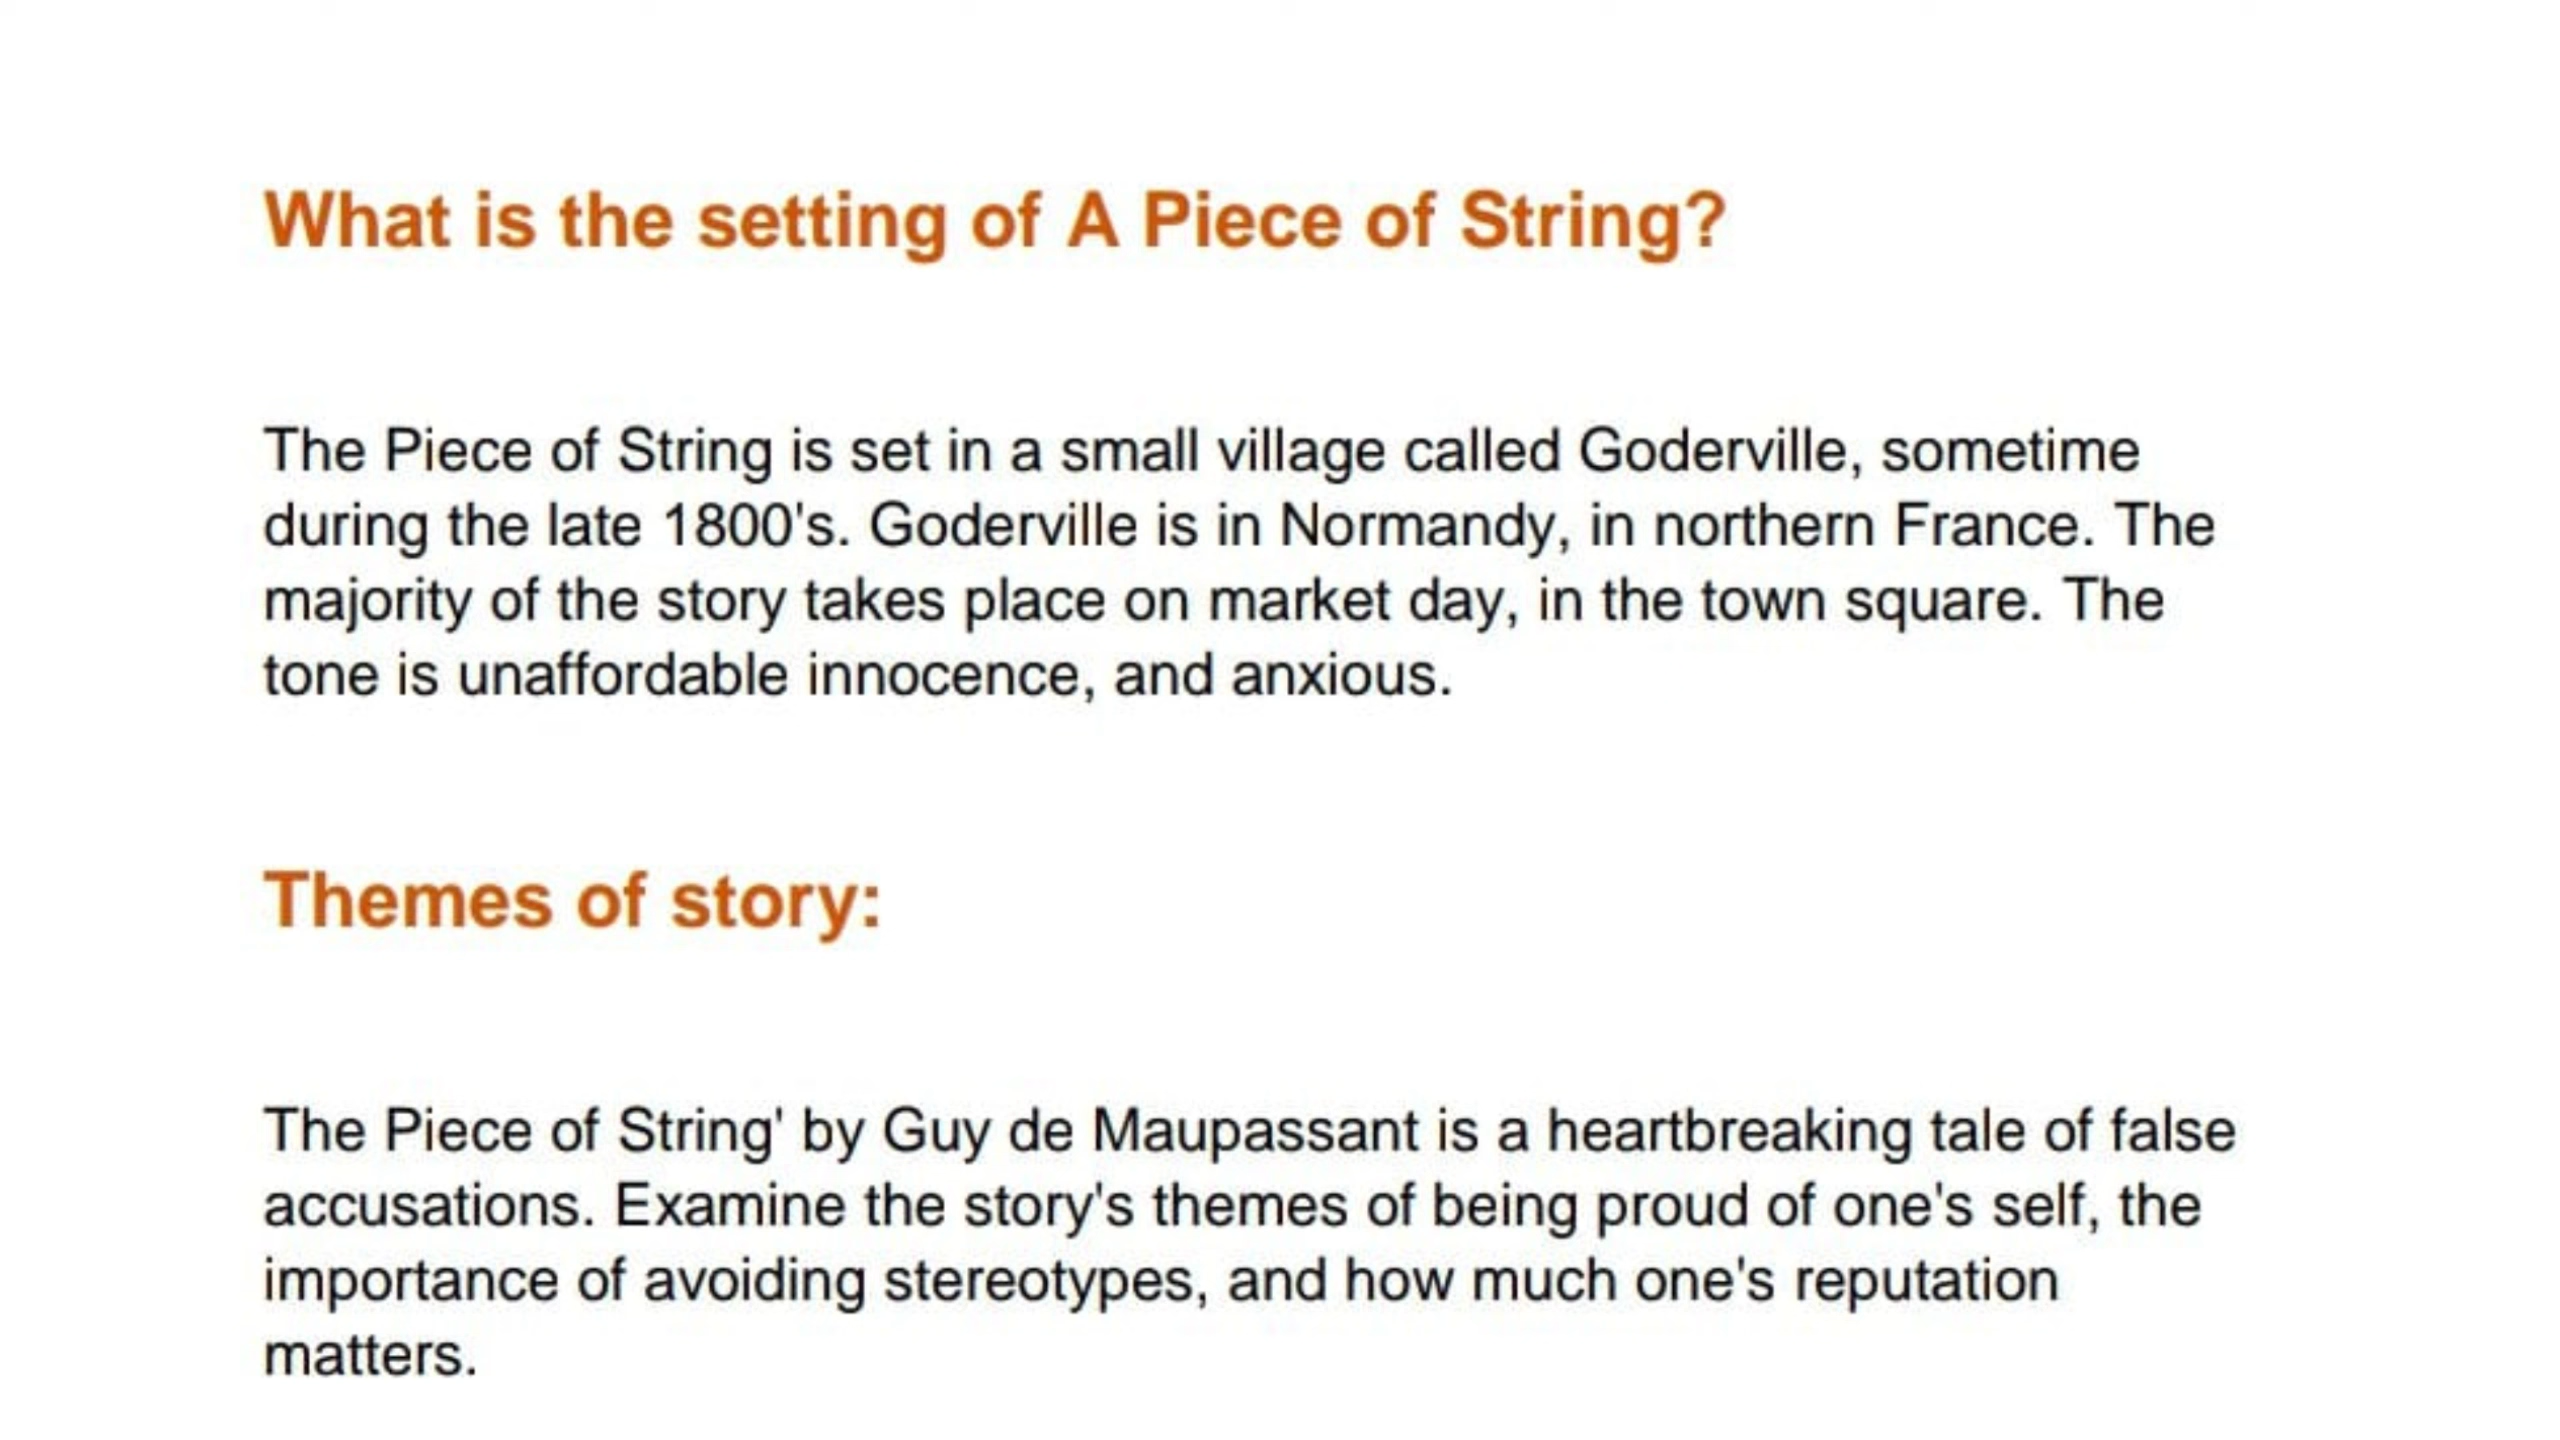 What is the setting of A Piece of String?
The Piece of String is set in a small village called Goderville, sometime
during the late 1800's. Goderville is in Normandy, in northern France. The
majority of the story takes place on market day, in the town square. The
tone is unaffordable innocence, and anxious.
Themes of story:
The Piece of String' by Guy de Maupassant is a heartbreaking tale of false
accusations. Examine the story's themes of being proud of one's self, the
importance of avoiding stereotypes, and how much one's reputation
matters.